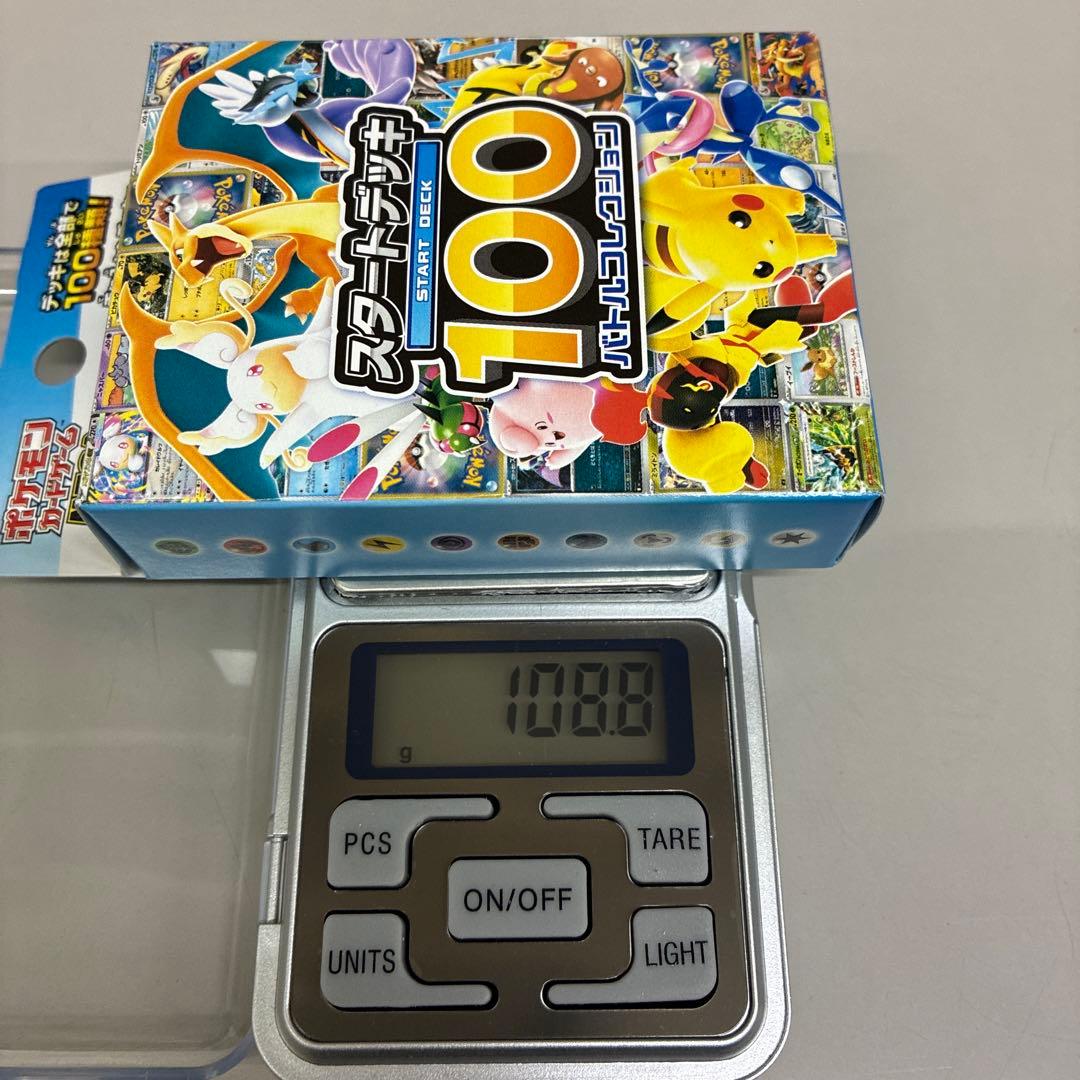 スタートデッキ
START DECK
100
バトルコレクション
デッキは全部で
100種類!
ポケモン
カードゲーム
108.8
g
PCS
TARE
ON/OFF
UNITS
LIGHT